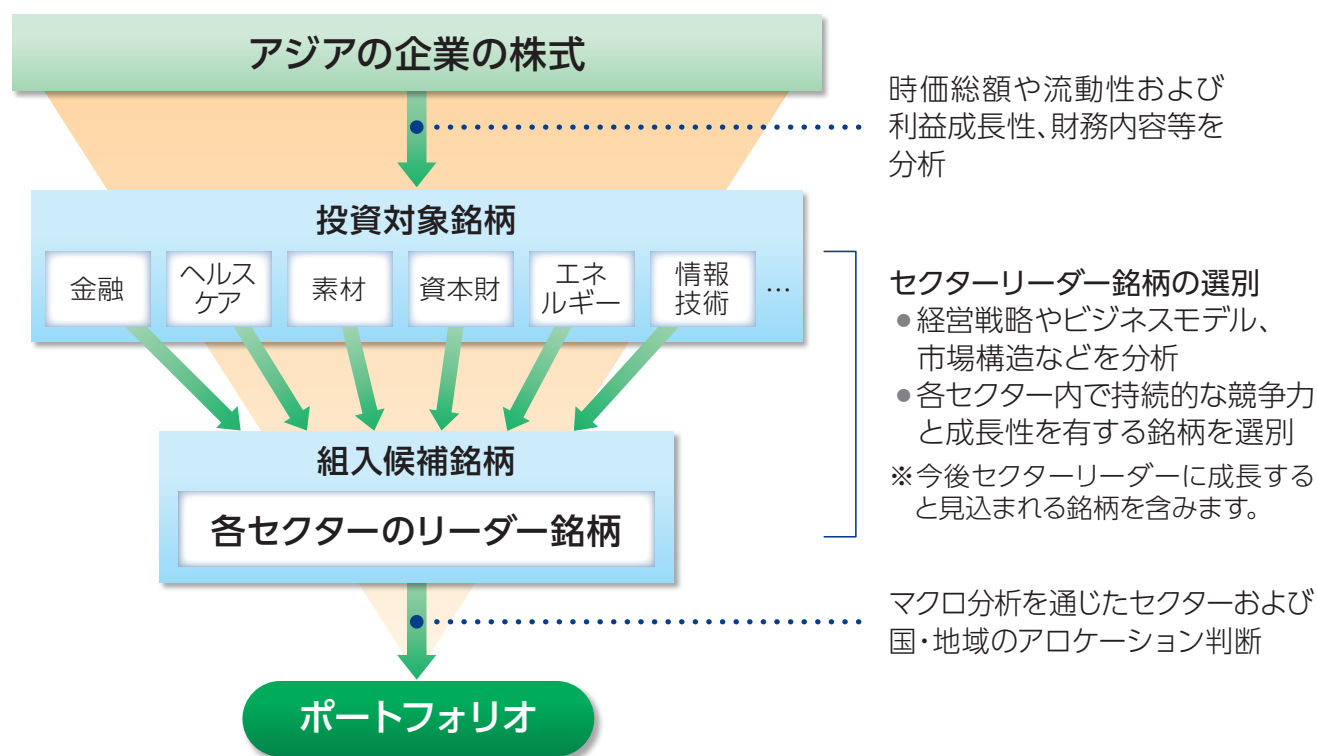 アジアの企業の株式
時価総額や流動性および
利益成長性、財務内容等を
分析
投資対象銘柄
金融
ヘルス
ケア
素材
資本財
エネ
ルギー
情報
技術
…
セクターリーダー銘柄の選別
●経営戦略やビジネスモデル、
市場構造などを分析
●各セクター内で持続的な競争力
と成長性を有する銘柄を選別
※今後セクターリーダーに成長する
と見込まれる銘柄を含みます。
組入候補銘柄
各セクターのリーダー銘柄
マクロ分析を通じたセクターおよび
国・地域のアロケーション判断
ポートフォリオ